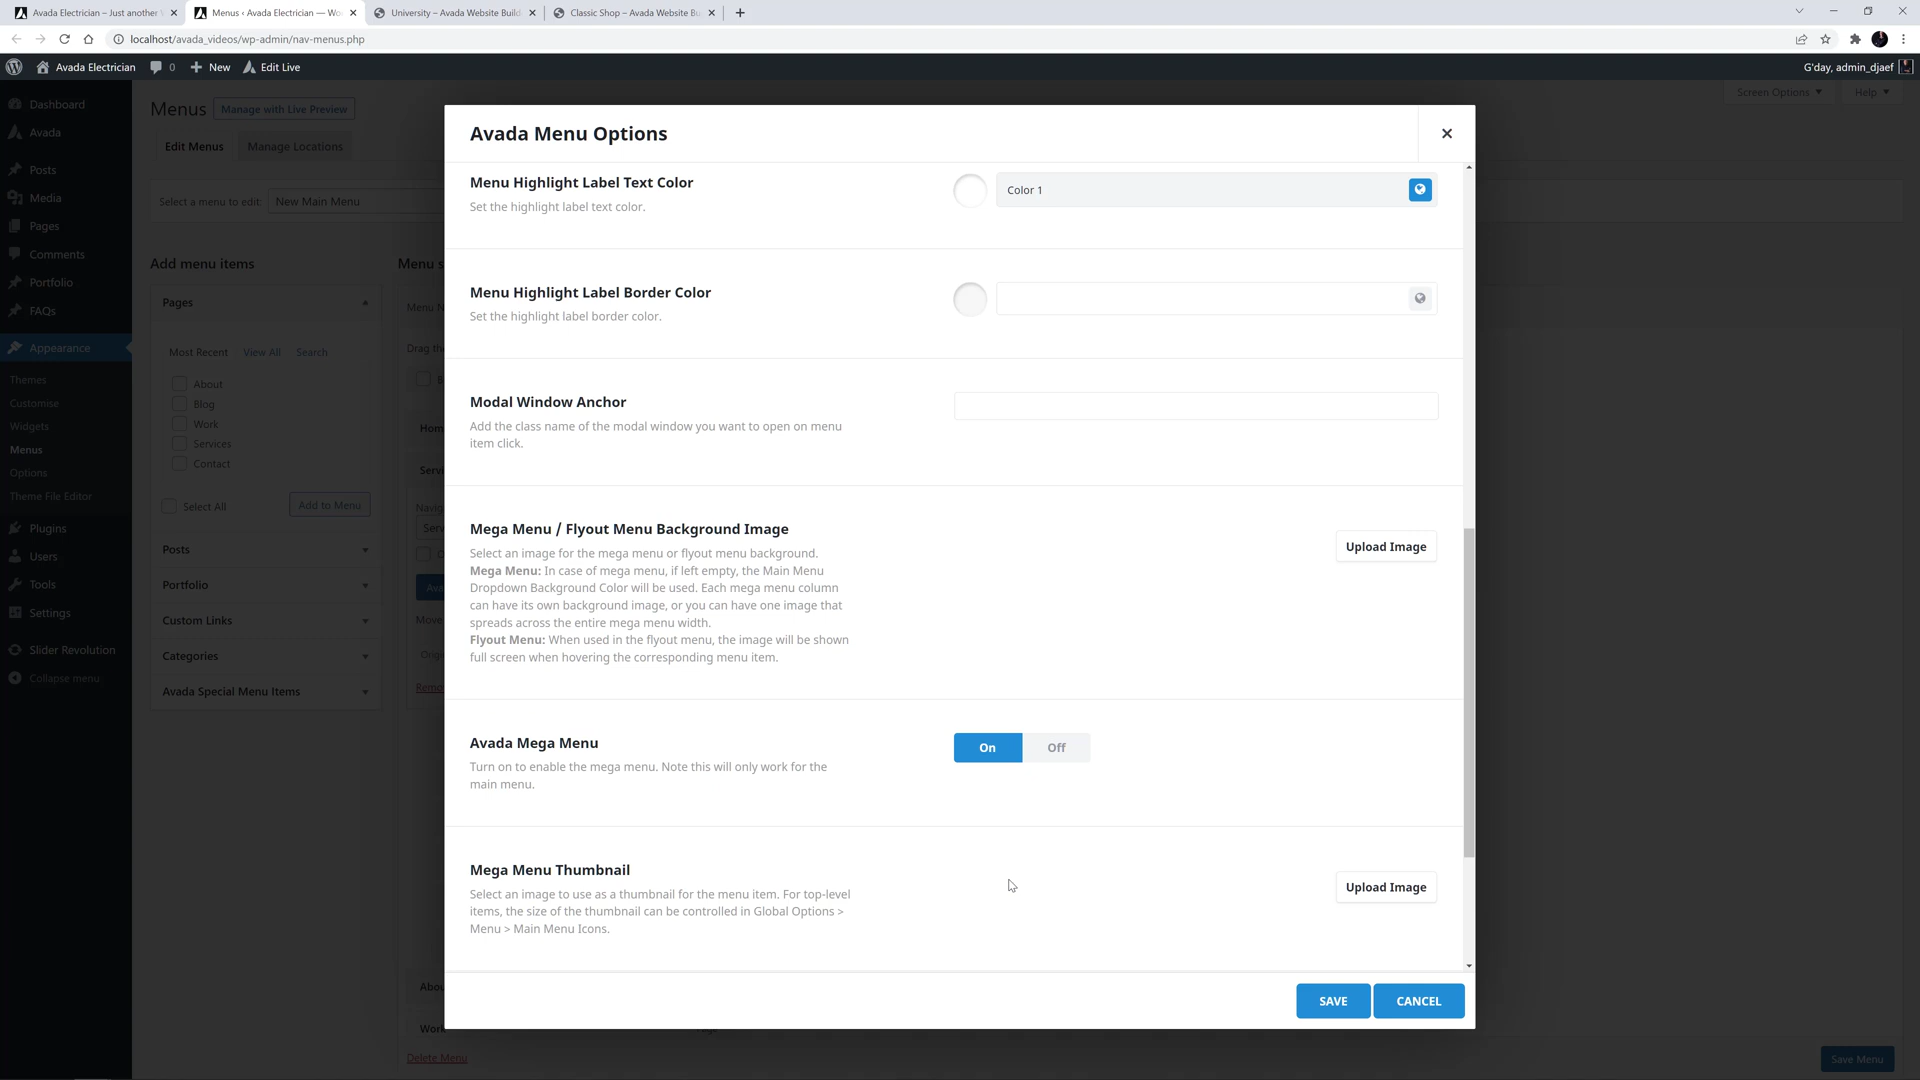 Avada Electrician – Just another
Menus ‹ Avada Electrician — Wo
University – Avada Website Build
Classic Shop – Avada Website Bu
localhost/avada_videos/wp-admin/nav-menus.php
Avada Electrician
0
New
Edit Live
G'day, admin_djaef
Dashboard
Avada
Posts
Media
Pages
Comments
Portfolio
FAQs
Appearance
Themes
Customise
Widgets
Menus
Options
Theme File Editor
Plugins
Users
Tools
Settings
Slider Revolution
Collapse menu
Menus
Manage with Live Preview
Screen Options
Help
Edit Menus
Manage Locations
Select a menu to edit:
New Main Menu
Add menu items
Menu s
Pages
Menu N
Most Recent
View All
Search
Drag the
About
Blog
Work
Services
Contact
Select All
Add to Menu
Posts
Portfolio
Custom Links
Categories
Avada Special Menu Items
Hom
Servi
Navig
Serv
Ava
Move
Origi
Remo
Abou
Work
Delete Menu
Save Menu
Avada Menu Options
Menu Highlight Label Text Color
Set the highlight label text color.
Color 1
Menu Highlight Label Border Color
Set the highlight label border color.
Modal Window Anchor
Add the class name of the modal window you want to open on menu
item click.
Mega Menu / Flyout Menu Background Image
Select an image for the mega menu or flyout menu background.
Mega Menu: In case of mega menu, if left empty, the Main Menu
Dropdown Background Color will be used. Each mega menu column
can have its own background image, or you can have one image that
spreads across the entire mega menu width.
Flyout Menu: When used in the flyout menu, the image will be shown
full screen when hovering the corresponding menu item.
Upload Image
Avada Mega Menu
Turn on to enable the mega menu. Note this will only work for the
main menu.
On
Off
Mega Menu Thumbnail
Select an image to use as a thumbnail for the menu item. For top-level
items, the size of the thumbnail can be controlled in Global Options >
Menu > Main Menu Icons.
Upload Image
SAVE
CANCEL